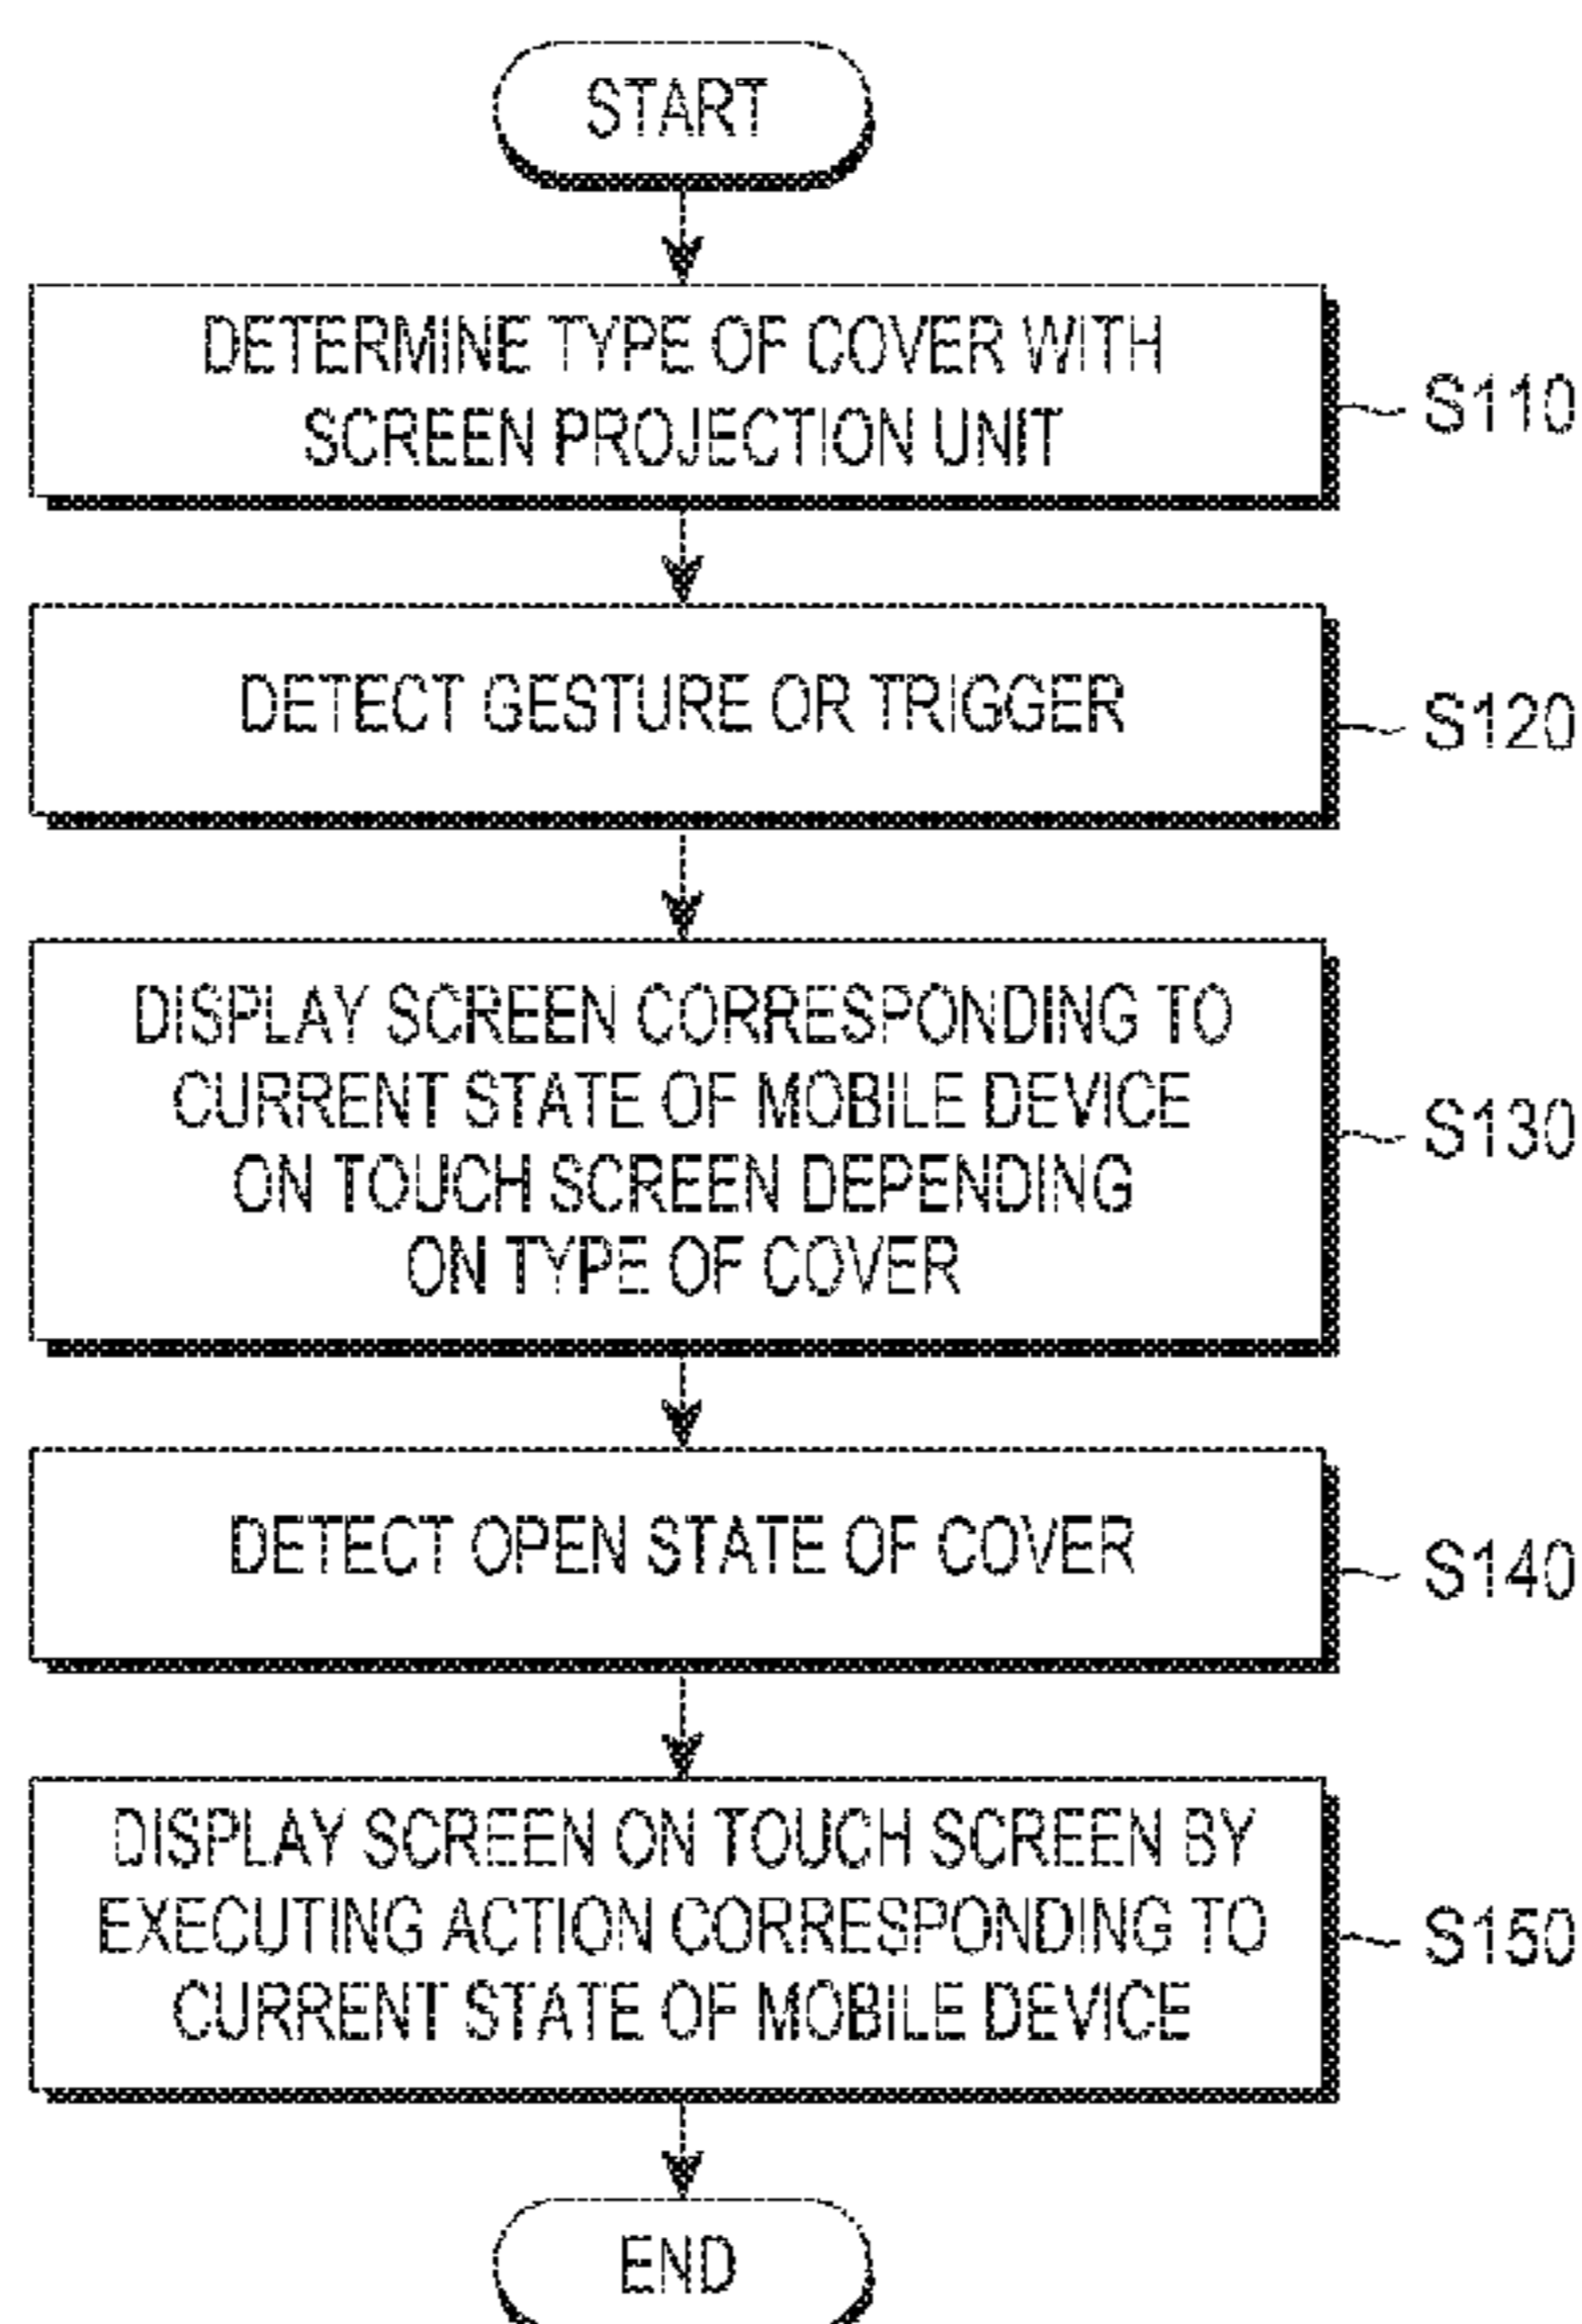 START
DETERMINE TYPE OF COVER WITH
SCREEN PROJECTION UNIT
S110
DETECT GESTURE OR TRIGGER
S120
DISPLAY SCREEN CORRESPONDING TO
CURRENT STATE OF MOBILE DEVICE
ON TOUCH SCREEN DEPENDING
ON TYPE OF COVER
S130
DETECT OPEN STATE OF COVER
S140
DISPLAY SCREEN ON TOUCH SCREEN BY
EXECUTING ACTION CORRESPONDING TO
CURRENT STATE OF MOBILE DEVICE
S150
END